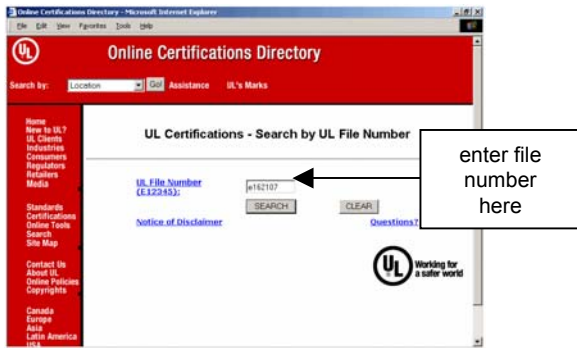 Online Certifications Directory - Microsoft Internet Explorer
File Edit View Favorites Tools Help
UL
Online Certifications Directory
Search by: Location Go! Assistance UL's Marks
Home
New to UL?
UL Clients
Industries
Consumers
Regulators
Retailers
Media
Standards
Certifications
Online Tools
Search
Site Map
Contact Us
About UL
Online Policies
Copyrights
Canada
Europe
Asia
Latin America
USA
UL Certifications - Search by UL File Number
UL File Number
(E12345):
e162107
SEARCH CLEAR
Notice of Disclaimer Questions?
UL
Working for
a safer world
enter file
number
here